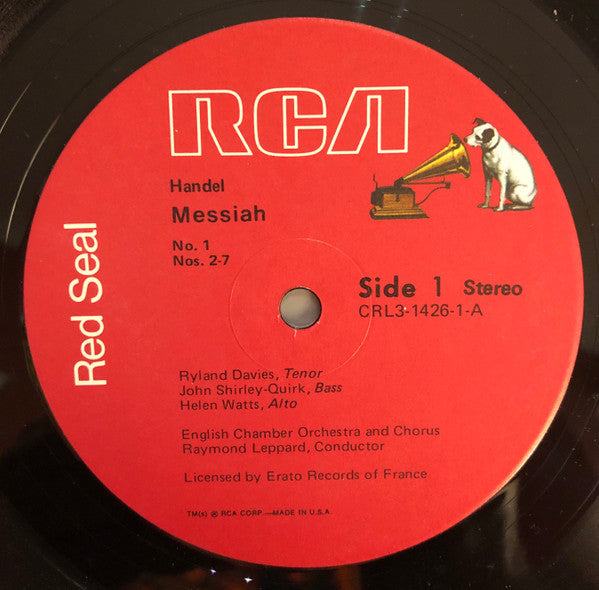 RCA
Handel
Messiah
No. 1
Nos. 2-7
Side 1 Stereo
CRL3-1426-1-A
Red Seal
Ryland Davies, Tenor
John Shirley-Quirk, Bass
Helen Watts, Alto
English Chamber Orchestra and Chorus
Raymond Leppard, Conductor
Licensed by Erato Records of France
TM(s) ® RCA CORP.—MADE IN U.S.A.